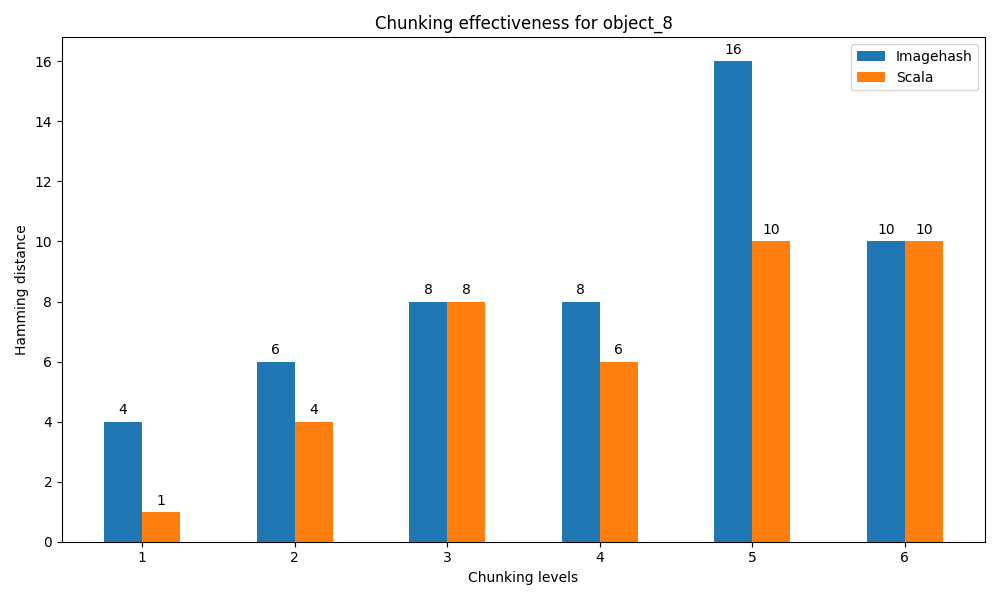 Chunking effectiveness for object_8
Imagehash
Scala
Hamming distance
16
14
12
10
8
6
4
2
0
4 1
6 4
8 8
8 6
16 10
10 10
1 2 3 4 5 6
Chunking levels